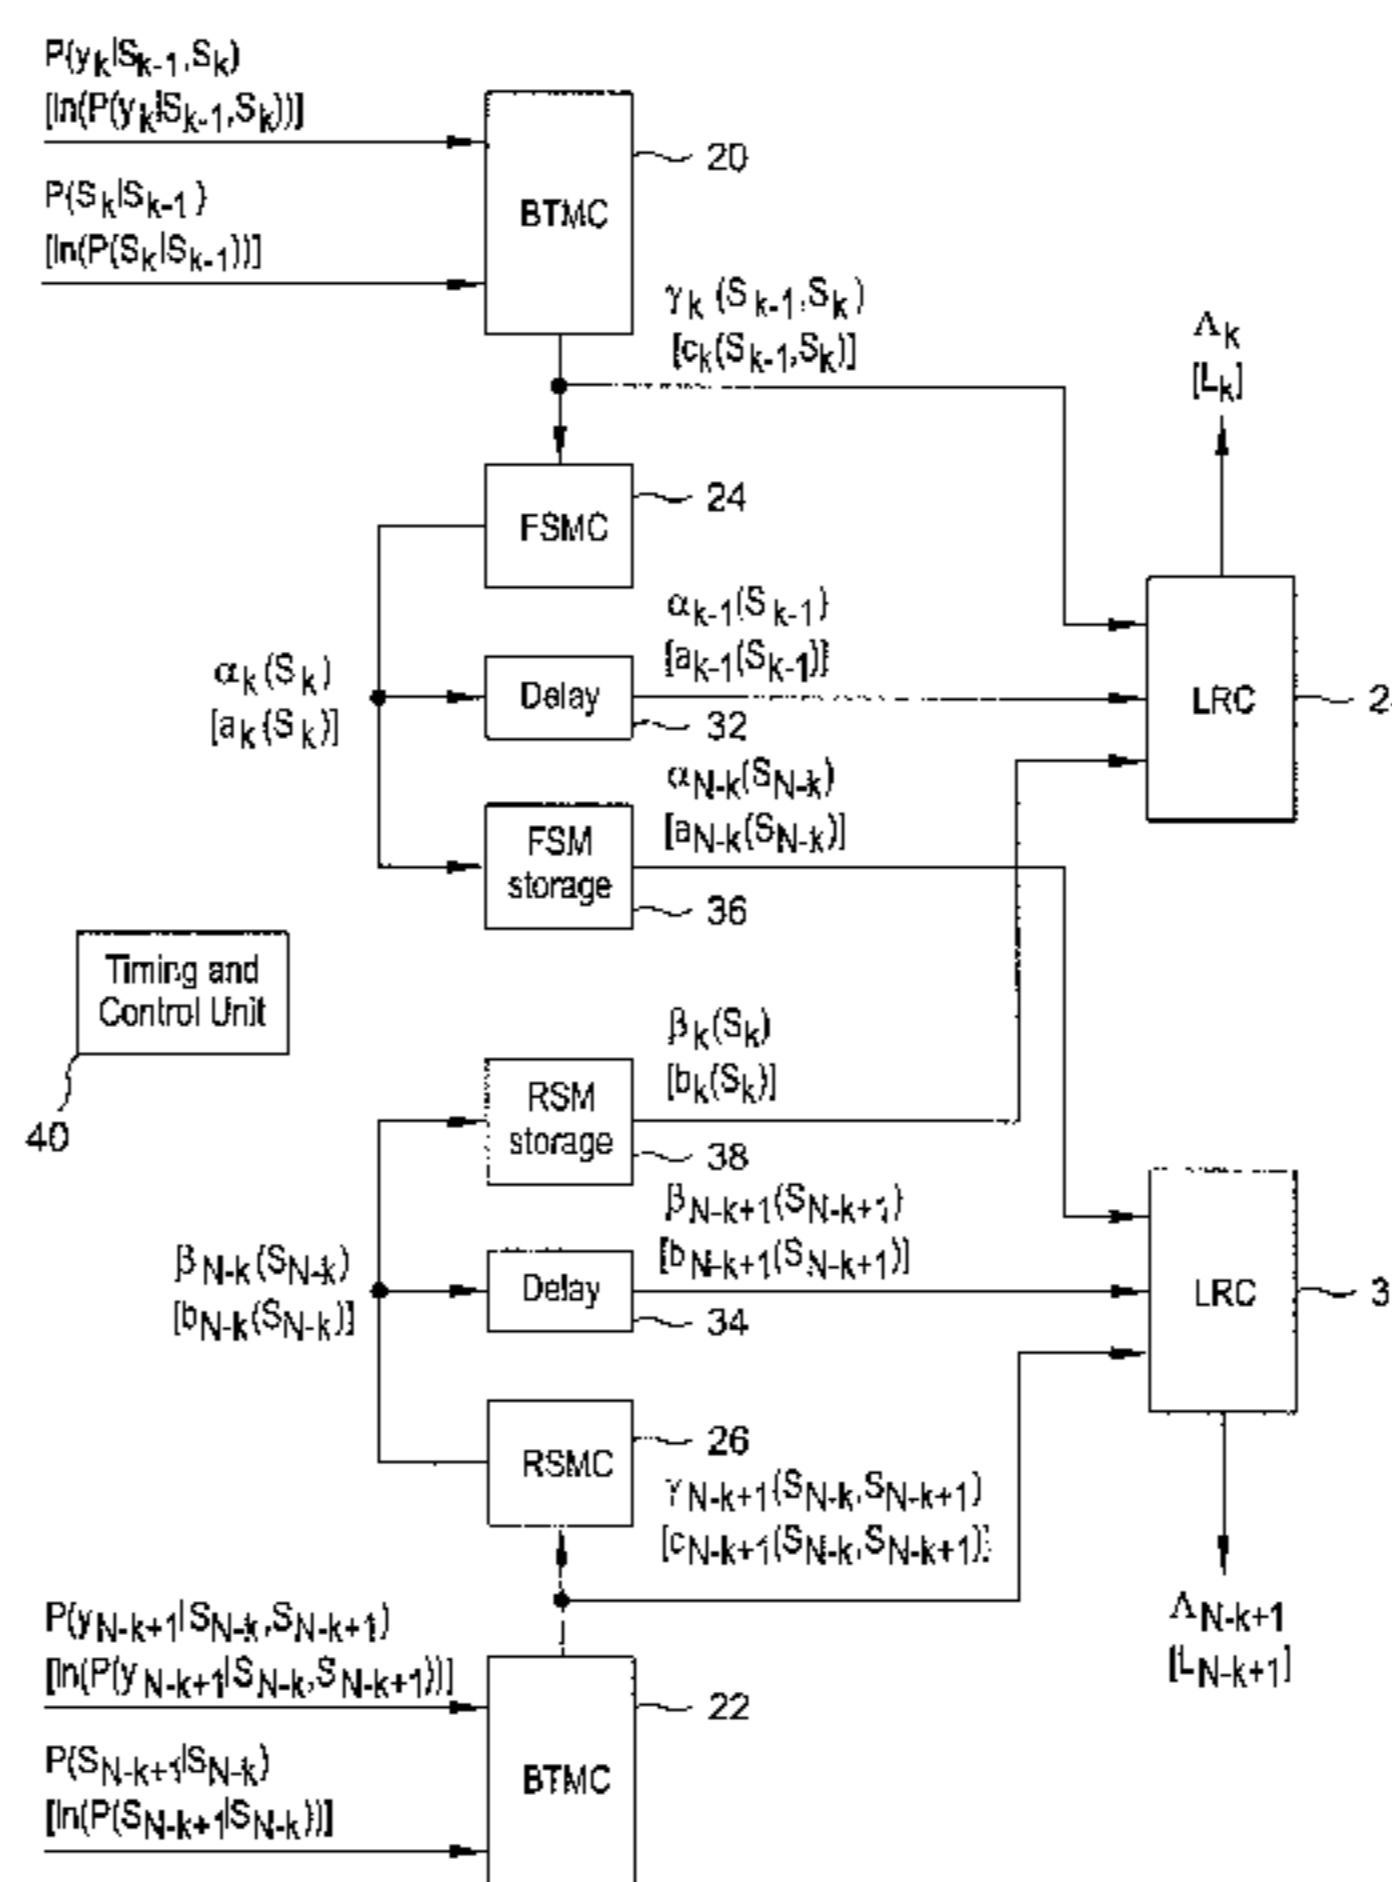 P(yk|Sk-1,Sk)
[ln(P(yk|Sk-1,Sk))]
20
P(Sk|Sk-1)
BTMC
[ln(P(Sk|Sk-1))]
γk (Sk-1,Sk)
[ck(Sk-1,Sk)]
Λk
[Lk]
24
FSMC
αk-1(Sk-1)
[ak-1(Sk-1)]
αk(Sk)
[ak(Sk)]
Delay
LRC
32
αN-k(SN-k)
[aN-k(SN-k)]
FSM
storage
36
Timing and
Control Unit
βk(Sk)
[bk(Sk)]
RSM
storage
40
38
βN-k+1(SN-k+1)
[bN-k+1(SN-k+1)]
βN-k(SN-k)
[bN-k(SN-k)]
Delay
LRC
34
26
RSMC
γN-k+1(SN-k,SN-k+1)
[cN-k+1(SN-k,SN-k+1)]
P(yN-k+1|SN-k,SN-k+1)
[ln(P(yN-k+1|SN-k,SN-k+1))]
ΛN-k+1
[LN-k+1]
22
P(SN-k+1|SN-k)
BTMC
[ln(P(SN-k+1|SN-k))]